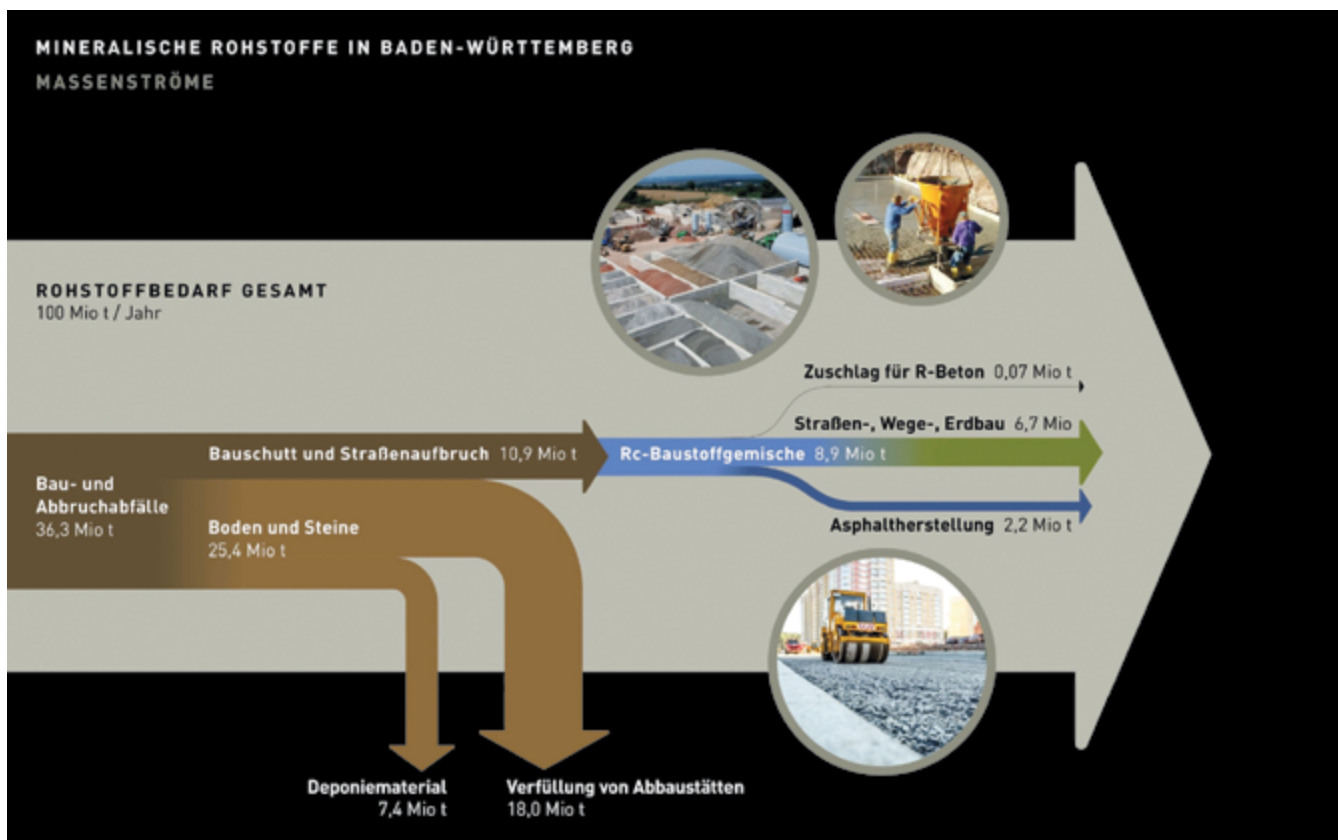 MINERALISCHE ROHSTOFFE IN BADEN-WÜRTTEMBERG
MASSENSTRÖME
ROHSTOFFBEDARF GESAMT
100 Mio t / Jahr
Zuschlag für R-Beton 0,07 Mio t
Straßen-, Wege-, Erdbau 6,7 Mio
Bauschutt und Straßenaufbruch 10,9 Mio t
Rc-Baustoffgemische 8,9 Mio t
Bau- und
Abbruchabfälle
36,3 Mio t
Boden und Steine
25,4 Mio t
Asphaltherstellung 2,2 Mio t
Deponiematerial
7,4 Mio t
Verfüllung von Abbaustätten
18,0 Mio t